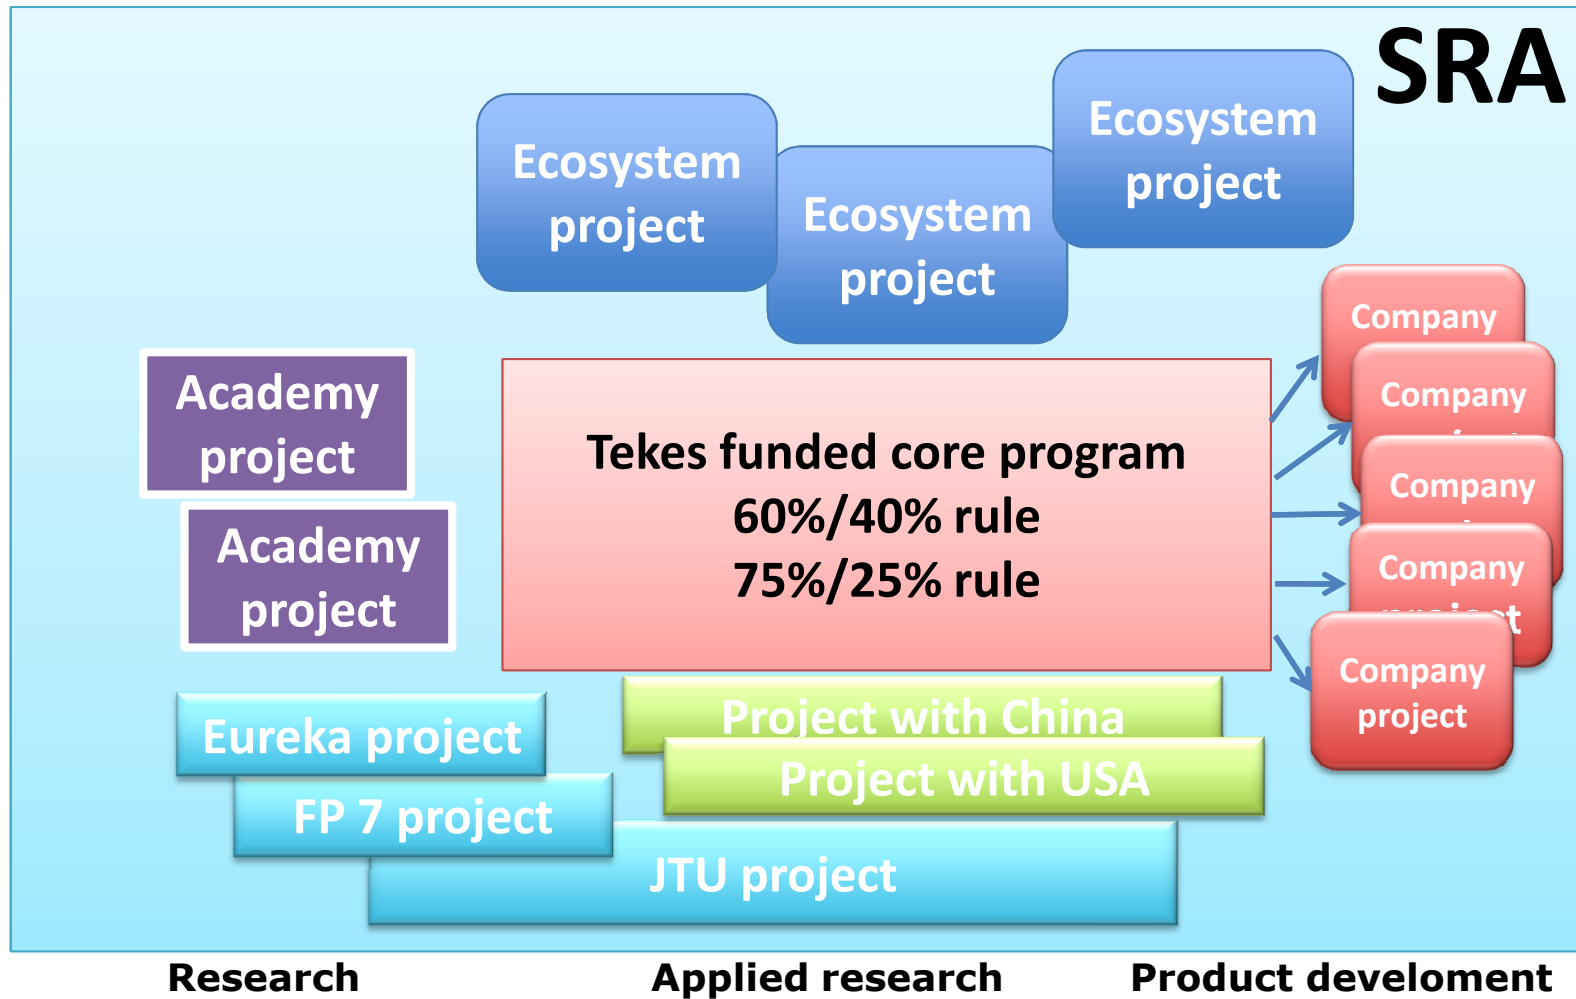 SRA
Ecosystem
project
Ecosystem
project
Ecosystem
project
Company
Company
Company
Company
project
Company
project
Academy
project
Academy
project
Tekes funded core program
60%/40% rule
75%/25% rule
Eureka project
FP 7 project
JTU project
Project with China
Project with USA
Research
Applied research
Product develoment